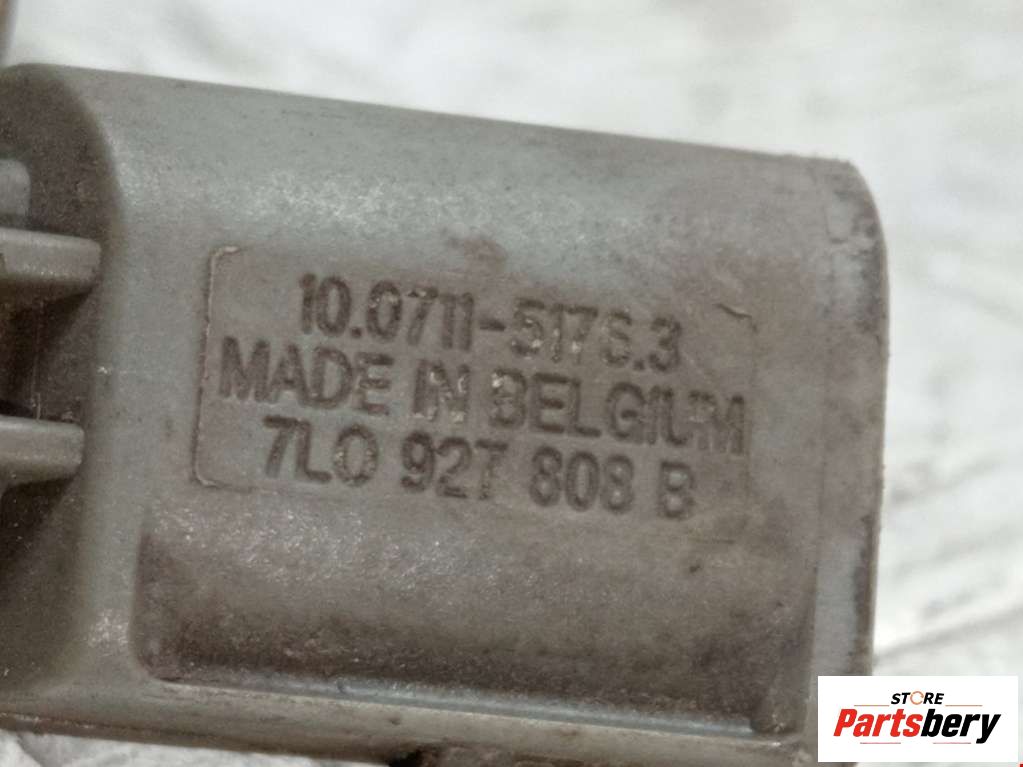 10.0711-5176.3
MADE IN BELGIUM
7L0 927 808 B
STORE
Partsbery